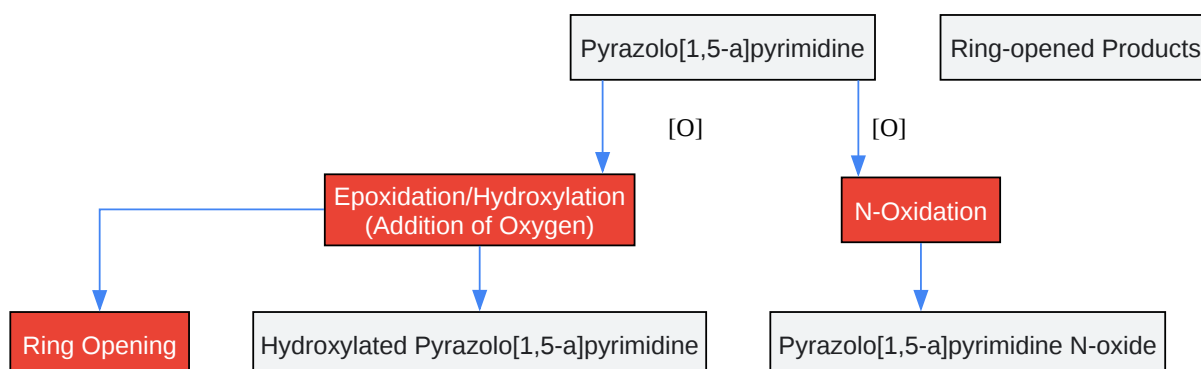 Pyrazolo[1,5-a]pyrimidine
Ring-opened Products
[O]
[O]
Epoxidation/Hydroxylation
(Addition of Oxygen)
N-Oxidation
Ring Opening
Hydroxylated Pyrazolo[1,5-a]pyrimidine
Pyrazolo[1,5-a]pyrimidine N-oxide